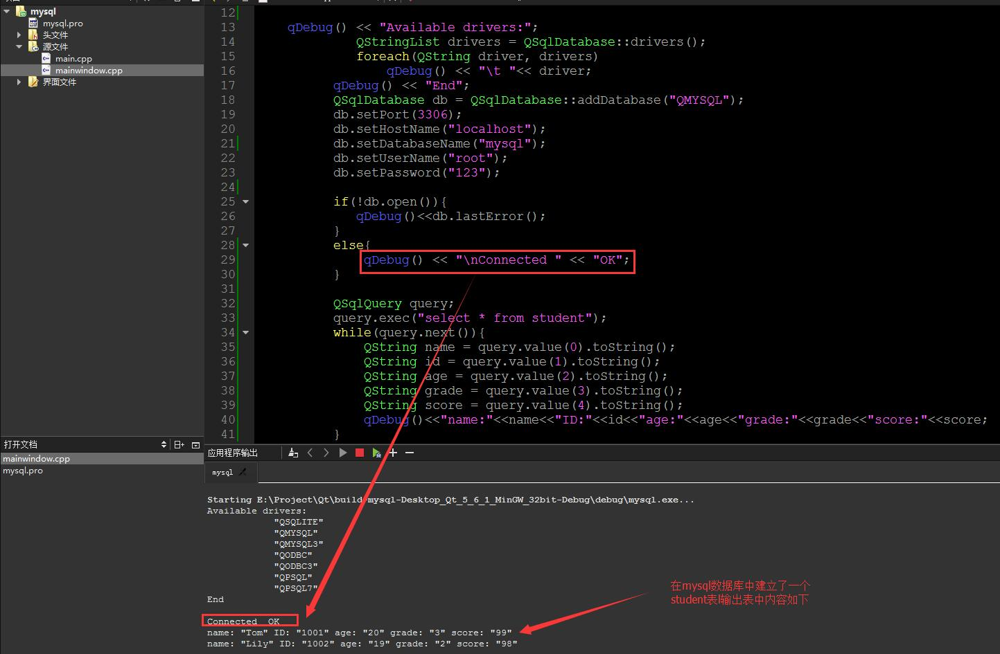 mysql
mysql.pro
头文件
源文件
main.cpp
mainwindow.cpp
界面文件
打开文档
mainwindow.cpp
mysql.pro
12
13 qDebug() << "Available drivers:";
14 QStringList drivers = QSqlDatabase::drivers();
15 foreach(QString driver, drivers)
16 qDebug() << "\t "<< driver;
17 qDebug() << "End";
18 QSqlDatabase db = QSqlDatabase::addDatabase("QMYSQL");
19 db.setPort(3306);
20 db.setHostName("localhost");
21 db.setDatabaseName("mysql");
22 db.setUserName("root");
23 db.setPassword("123");
24
25 if(!db.open()){
26 qDebug()<<db.lastError();
27 }
28 else{
29 qDebug() << "\nConnected " << "OK";
30 }
31
32 QSqlQuery query;
33 query.exec("select * from student");
34 while(query.next()){
35 QString name = query.value(0).toString();
36 QString id = query.value(1).toString();
37 QString age = query.value(2).toString();
38 QString grade = query.value(3).toString();
39 QString score = query.value(4).toString();
40 qDebug()<<"name:"<<name<<"ID:"<<id<<"age:"<<age<<"grade:"<<grade<<"score:"<<score;
41 }
应用程序输出
mysql
Starting E:\Project\Qt\build-mysql-Desktop_Qt_5_6_1_MinGW_32bit-Debug\debug\mysql.exe...
Available drivers:
"QSQLITE"
"QMYSQL"
"QMYSQL3"
"QODBC"
"QODBC3"
"QPSQL"
"QPSQL7"
End
Connected OK
name: "Tom" ID: "1001" age: "20" grade: "3" score: "99"
name: "Lily" ID: "1002" age: "19" grade: "2" score: "98"
在mysql数据库中建立了一个
student表l输出表中内容如下